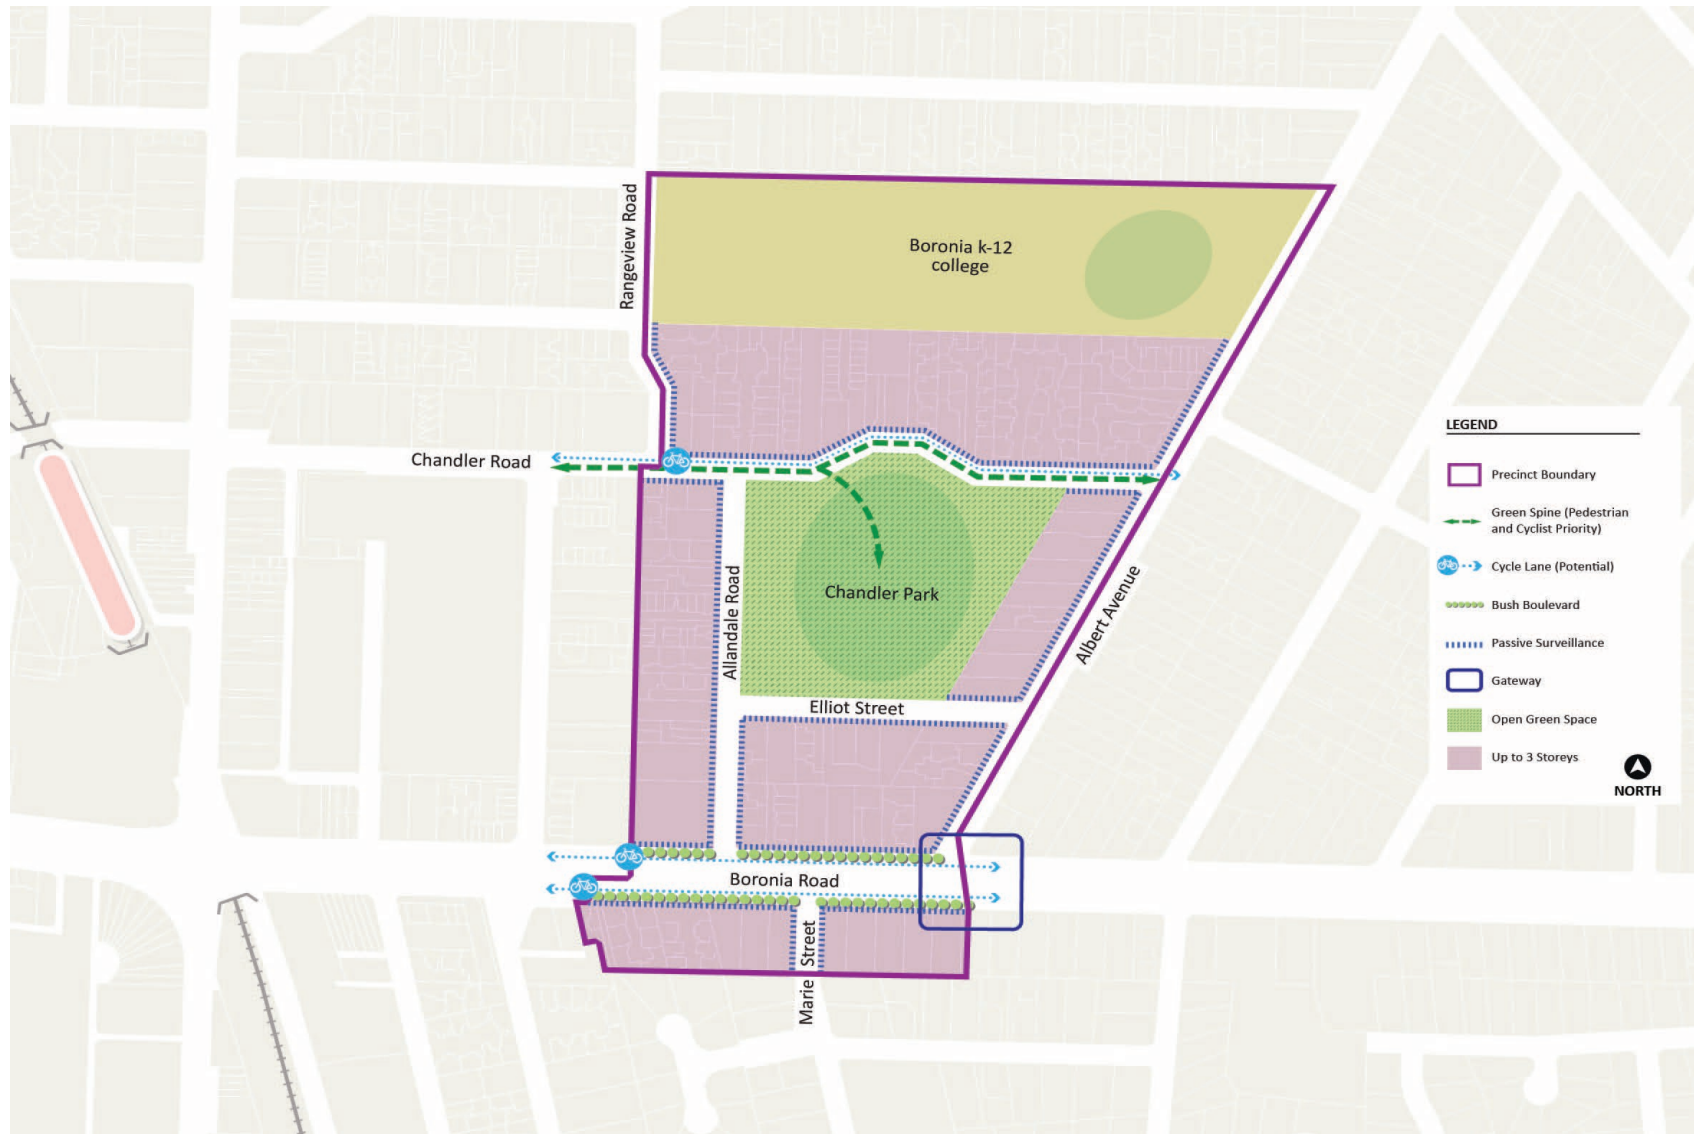 Rangeview Road
Boronia k-12
college
Chandler Road
Chandler Park
Allandale Road
Albert Avenue
Elliot Street
Boronia Road
Marie Street
LEGEND
Precinct Boundary
Green Spine (Pedestrian
and Cyclist Priority)
Cycle Lane (Potential)
Bush Boulevard
Passive Surveillance
Gateway
Open Green Space
Up to 3 Storeys
NORTH